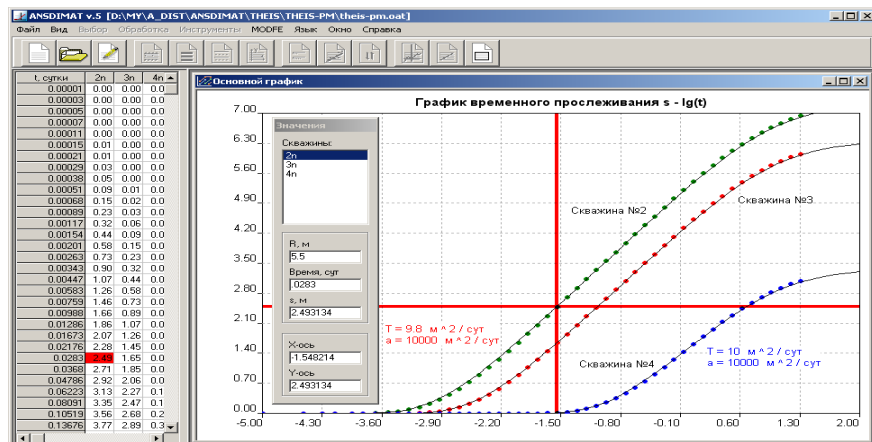 ANSDIMAT v.5 [D:\MY\A_DIST\ANSDIMAT\THEIS\THEIS-PM\theis-pm.oat]
Файл Вид Выбор Обработка Инструменты MODFE Язык Окно Справка
t, сутки 2n 3n 4n
0.00001 0.00 0.00 0.0
0.00003 0.00 0.00 0.0
0.00005 0.00 0.00 0.0
0.00007 0.00 0.00 0.0
0.00011 0.00 0.00 0.0
0.00015 0.01 0.00 0.0
0.00021 0.01 0.00 0.0
0.00029 0.03 0.00 0.0
0.00038 0.05 0.00 0.0
0.00051 0.09 0.01 0.0
0.00068 0.15 0.02 0.0
0.00089 0.23 0.03 0.0
0.00117 0.32 0.06 0.0
0.00154 0.44 0.09 0.0
0.00201 0.58 0.15 0.0
0.00263 0.73 0.23 0.0
0.00343 0.90 0.32 0.0
0.00447 1.07 0.44 0.0
0.00583 1.26 0.58 0.0
0.00759 1.46 0.73 0.0
0.00988 1.66 0.89 0.0
0.01286 1.86 1.07 0.0
0.01673 2.07 1.26 0.0
0.02176 2.28 1.45 0.0
0.0283 2.49 1.65 0.0
0.0368 2.71 1.85 0.0
0.04786 2.92 2.06 0.0
0.06223 3.13 2.27 0.1
0.08091 3.35 2.47 0.1
0.10519 3.56 2.68 0.2
0.13676 3.77 2.89 0.3
Основной график
График временного прослеживания s - lg(t)
7.00
6.30
5.60
4.90
4.20
3.50
2.80
2.10
1.40
0.70
0.00
-5.00 -4.30 -3.60 -2.90 -2.20 -1.50 -0.80 -0.10 0.60 1.30 2.00
Значения
Скважины:
2n
3n
4n
R, м
5.5
Время, сут
.0283
s, м
2.493134
X-ось
-1.548214
Y-ось
2.493134
Скважина №2
Скважина №3
T = 9.8 м^2/сут
a = 10000 м^2/сут
Скважина №4
T = 10 м^2/сут
a = 10000 м^2/сут